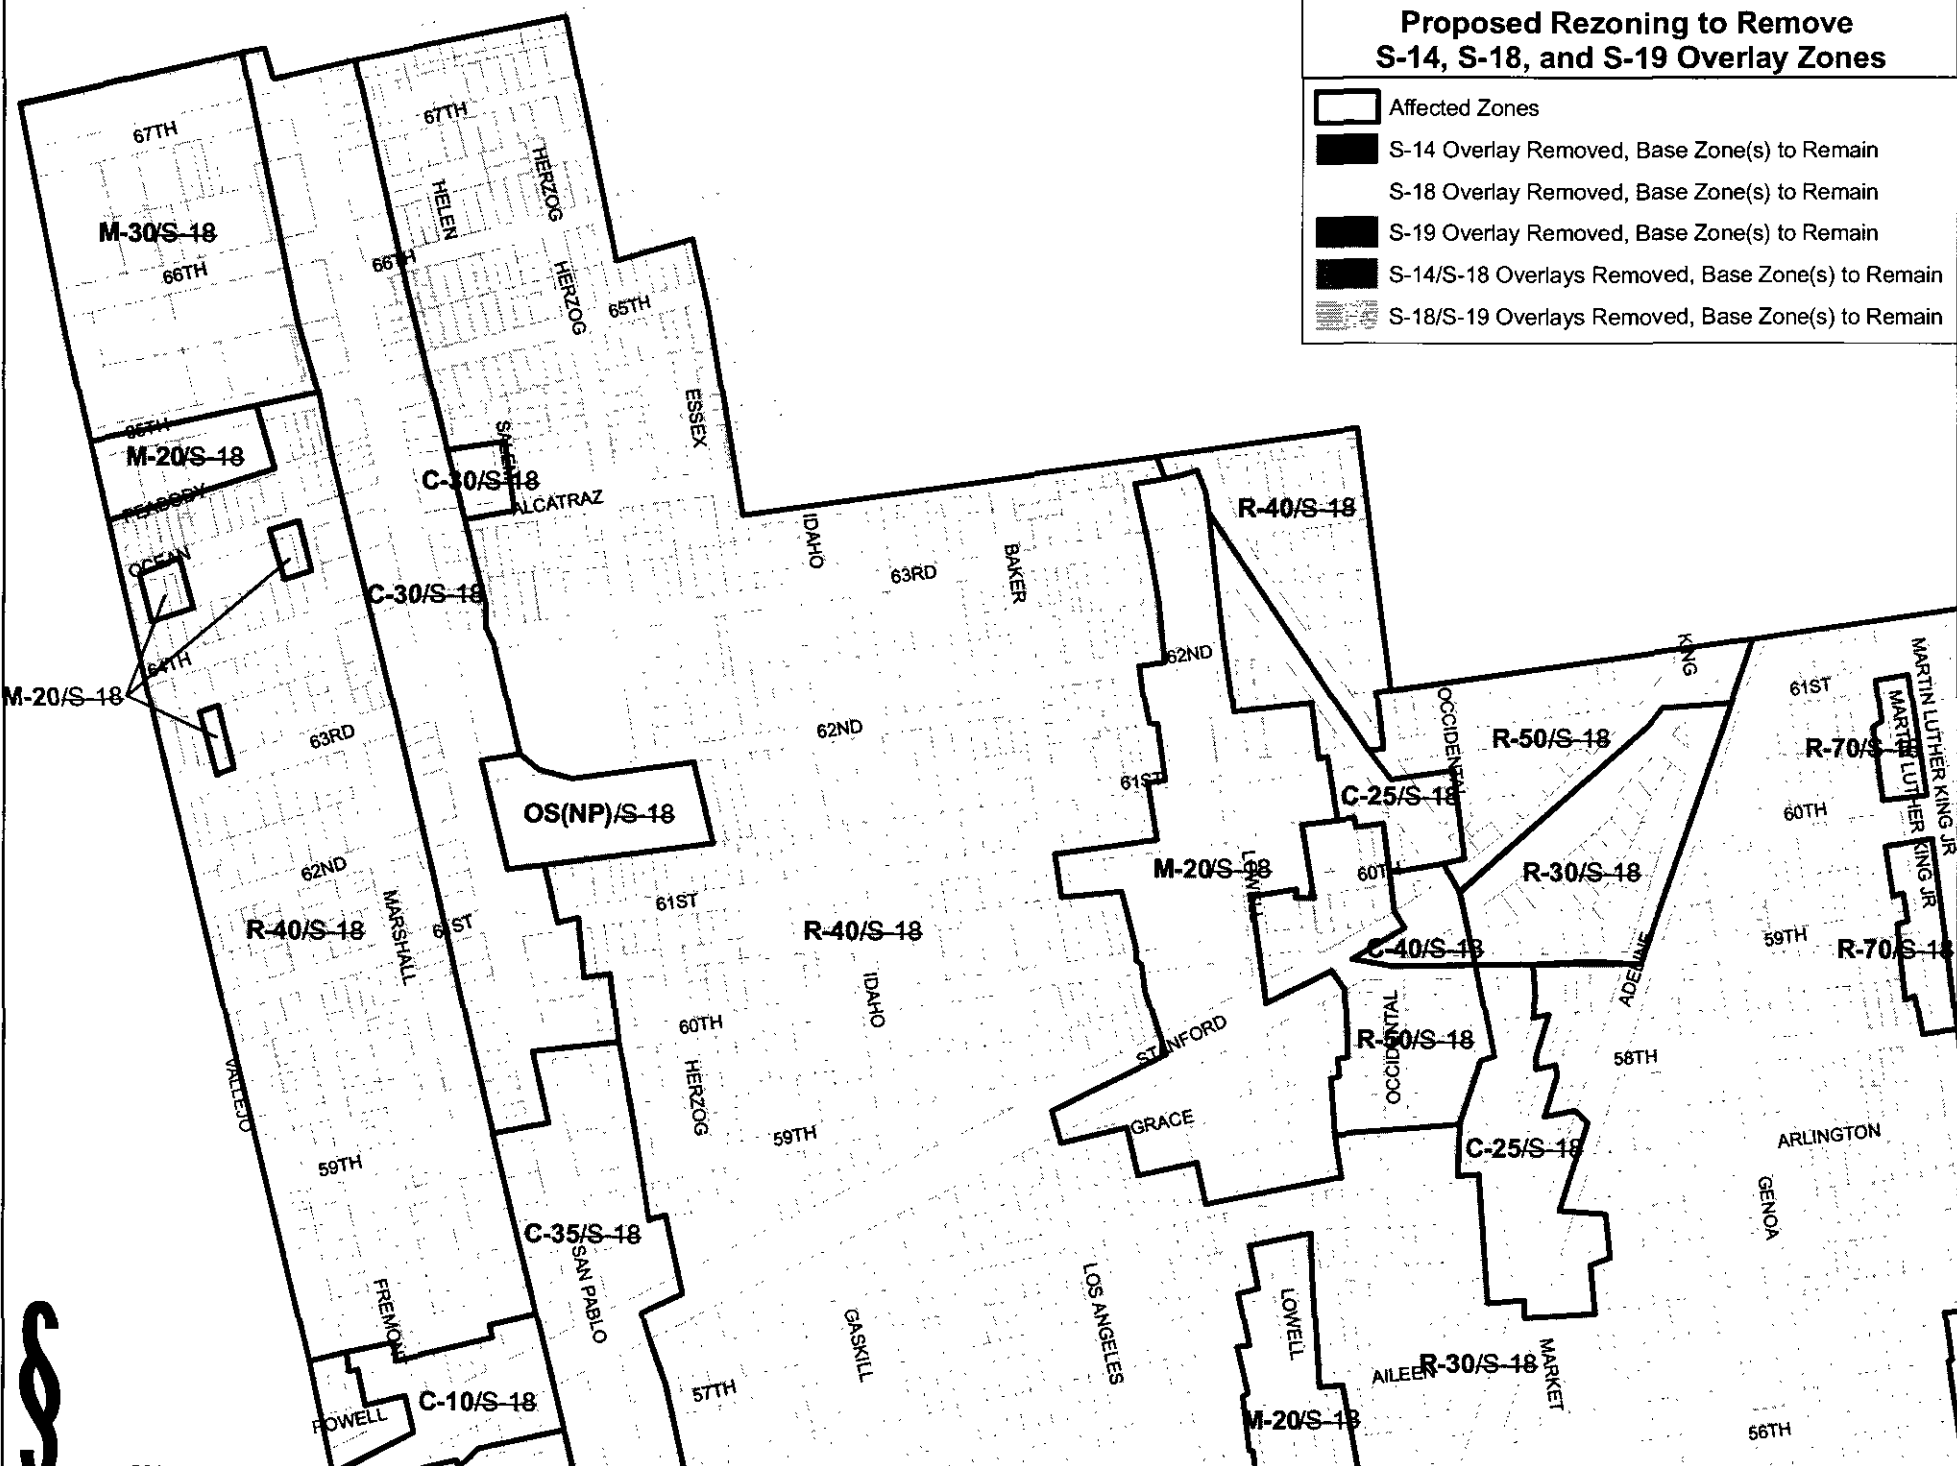 Proposed Rezoning to Remove
S-14, S-18, and S-19 Overlay Zones
Affected Zones
S-14 Overlay Removed, Base Zone(s) to Remain
S-18 Overlay Removed, Base Zone(s) to Remain
S-19 Overlay Removed, Base Zone(s) to Remain
S-14/S-18 Overlays Removed, Base Zone(s) to Remain
S-18/S-19 Overlays Removed, Base Zone(s) to Remain
67TH
67TH
HERZOG
HELEN
M-30/S-18
66TH
66TH
HERZOG
65TH
ESSEX
65TH
M-20/S-18
SALEM
C-30/S-18
PEABODY
ALCATRAZ
R-40/S-18
IDAHO
BAKER
OCEAN
63RD
C-30/S-18
64TH
62ND
KING
M-20/S-18
61ST
MARTIN LUTHER KING JR
MARTIN LUTHER KING JR
63RD
62ND
OCCIDENTAL
R-50/S-18
R-70/S-18
61ST
C-25/S-18
OS(NP)/S-18
60TH
62ND
M-20/S-18
LOWELL
60TH
R-30/S-18
MARSHALL
61ST
61ST
R-40/S-18
R-40/S-18
C-40/S-18
59TH
R-70/S-18
ADELINE
IDAHO
60TH
STANFORD
OCCIDENTAL
R-50/S-18
58TH
VALLEJO
HERZOG
59TH
GRACE
ARLINGTON
59TH
C-25/S-18
GENOA
C-35/S-18
SAN PABLO
FREMONT
GASKILL
LOS ANGELES
LOWELL
MARKET
AILEEN
R-30/S-18
57TH
C-10/S-18
POWELL
M-20/S-18
56TH